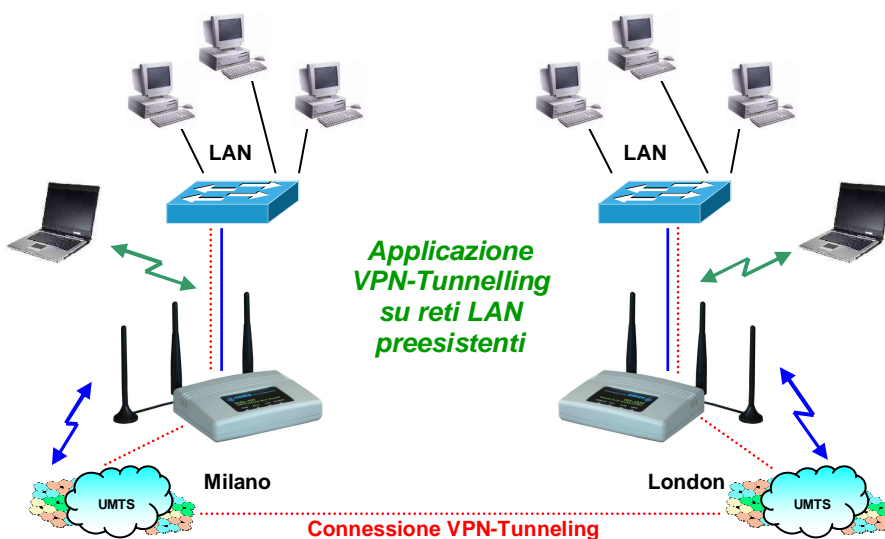 LAN
LAN
Applicazione
VPN-Tunnelling
su reti LAN
preesistenti
Milano
London
UMTS
UMTS
Connessione VPN-Tunneling